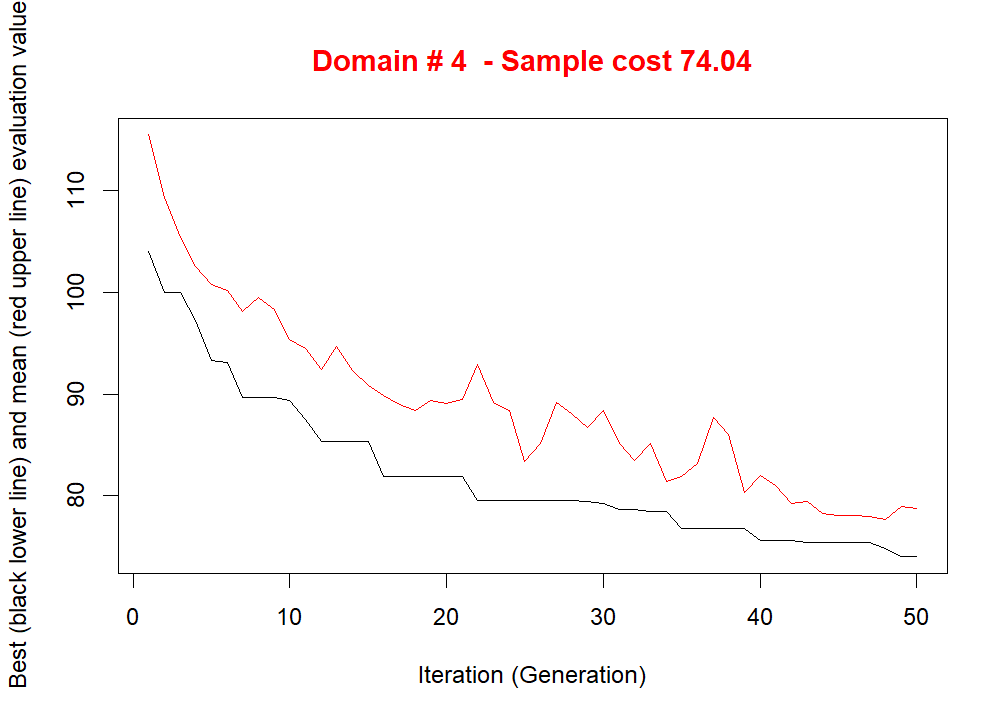 Domain # 4  - Sample cost 74.04
Best (black lower line) and mean (red upper line) evaluation value
110
100
90
80
0 10 20 30 40 50
Iteration (Generation)